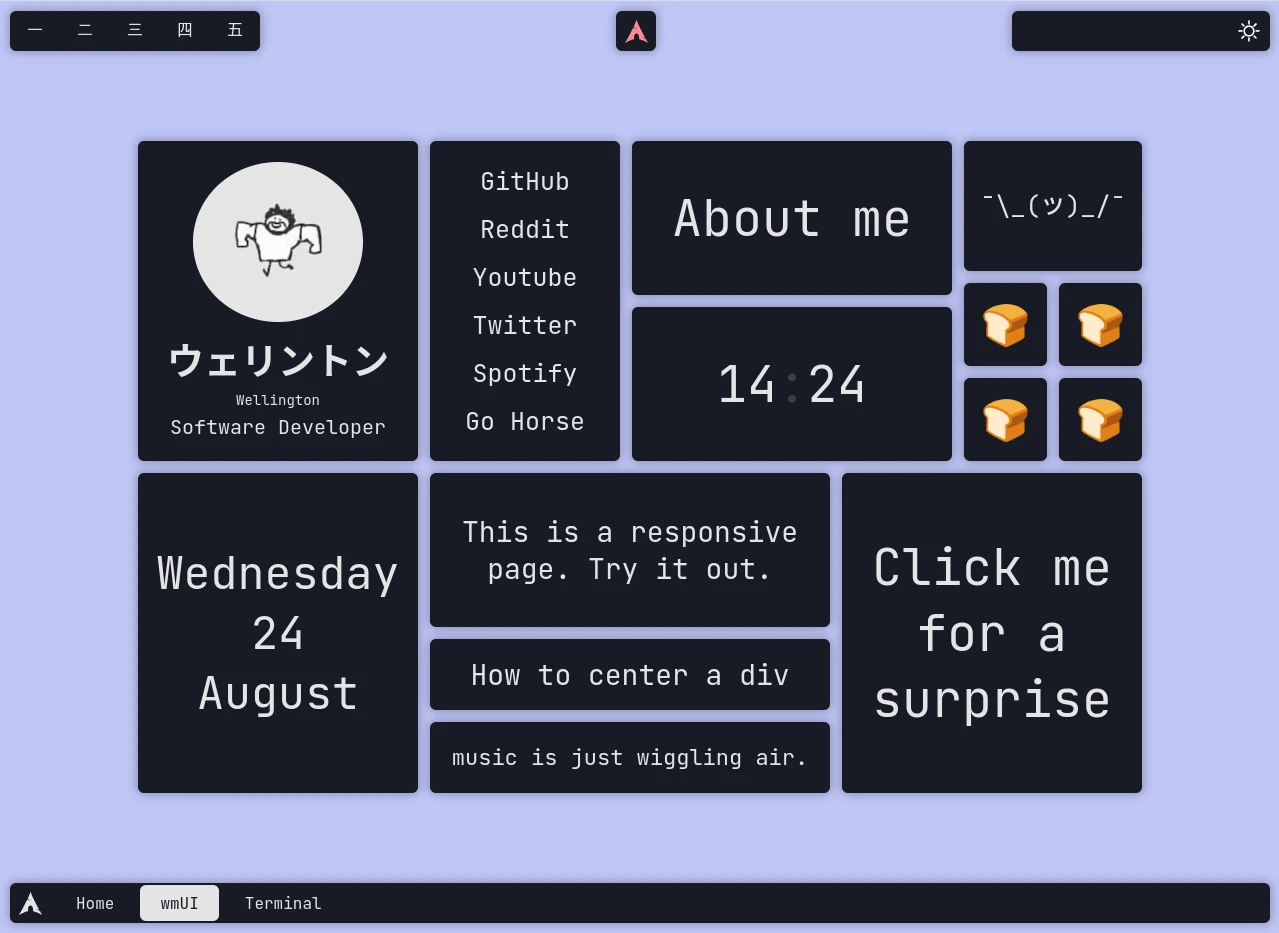 一 二 三 四 五
ウェリントン
Wellington
Software Developer
GitHub
Reddit
Youtube
Twitter
Spotify
Go Horse
About me
14:24
¯\_(ツ)_/¯
Wednesday
24
August
This is a responsive
page. Try it out.
How to center a div
music is just wiggling air.
Click me
for a
surprise
Home
wmUI
Terminal